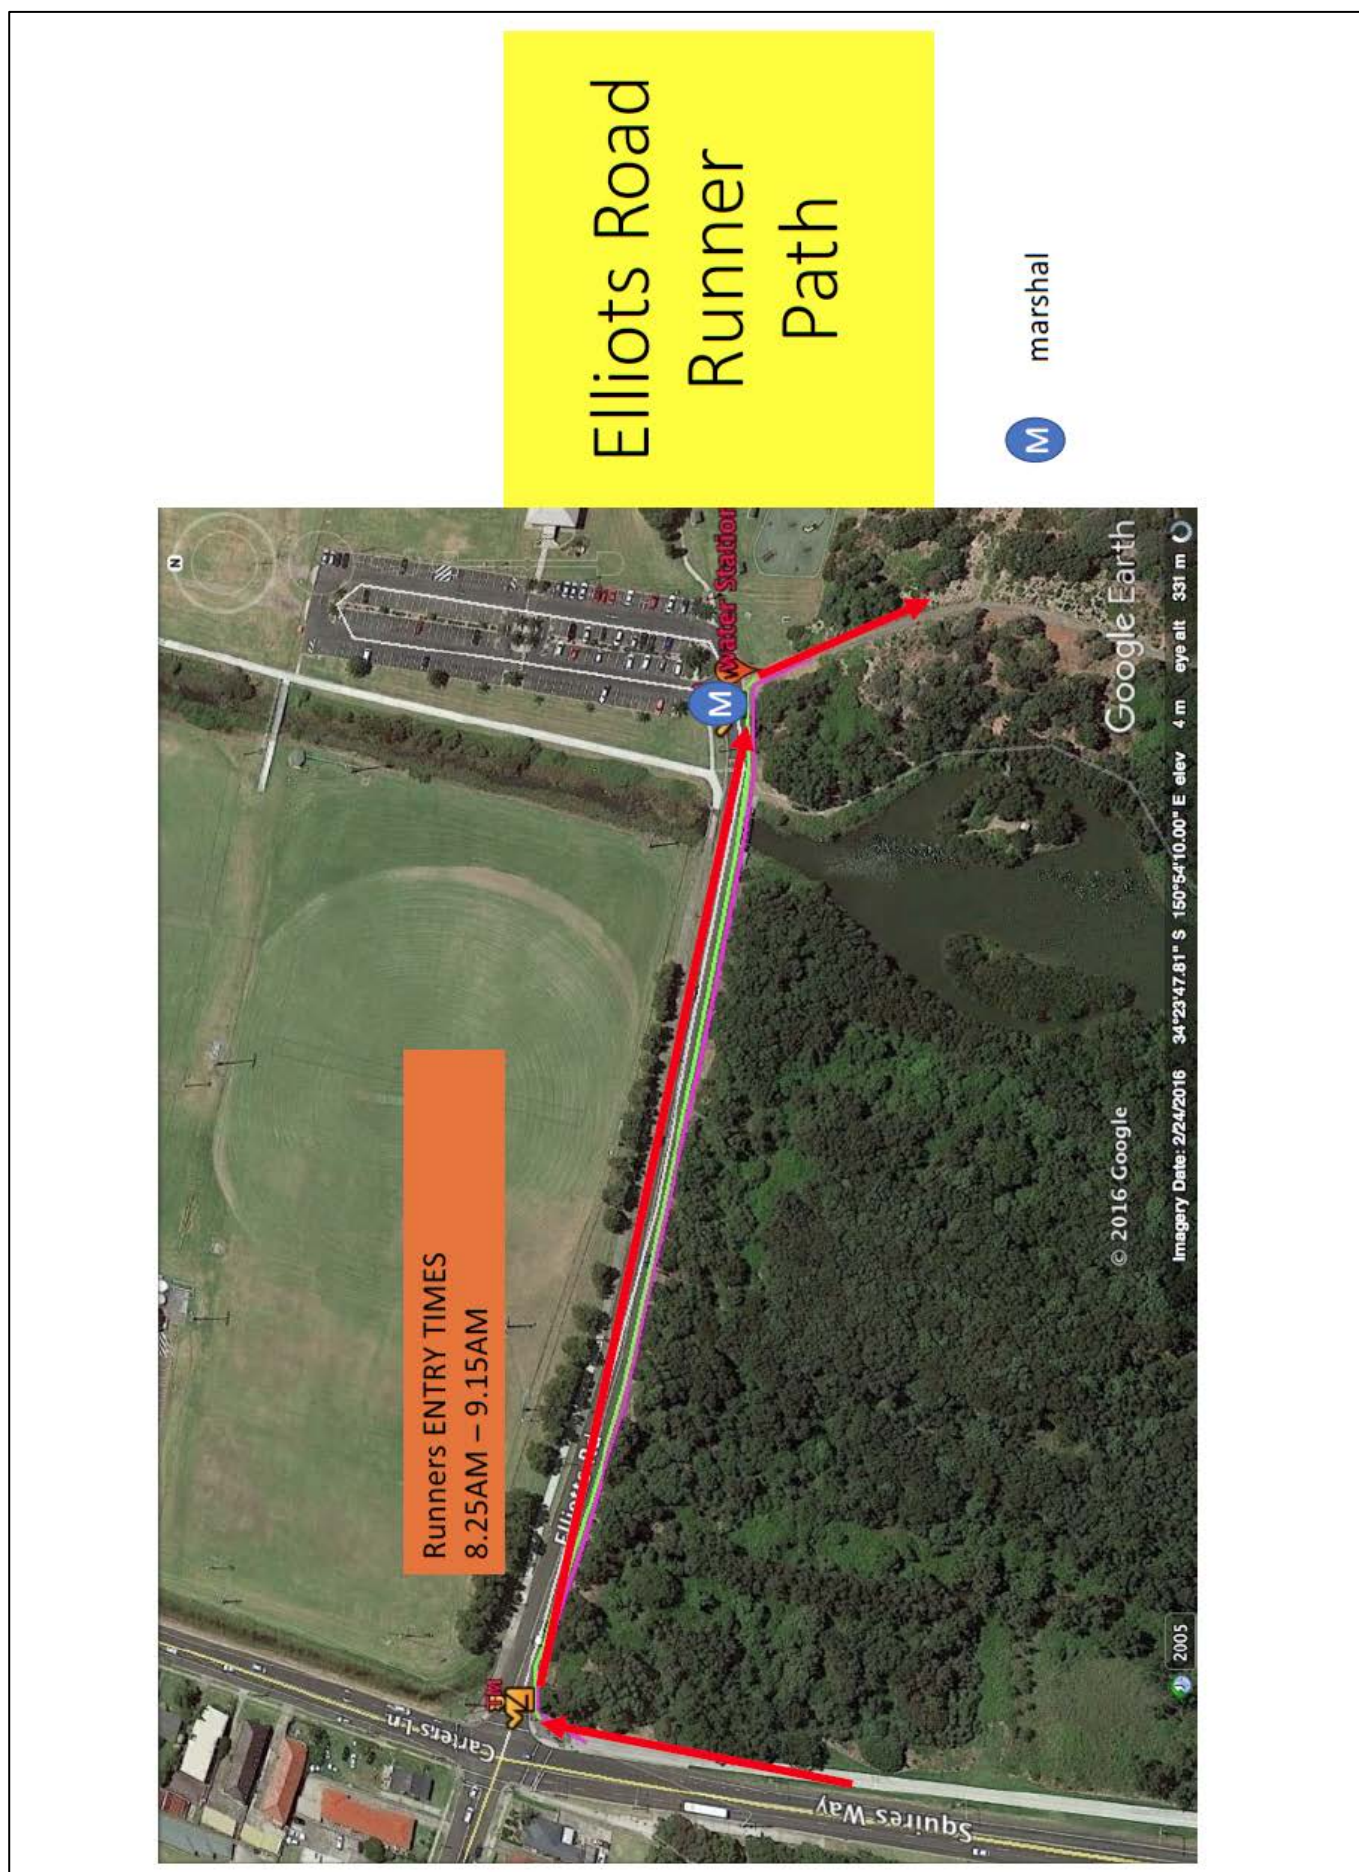 Elliots Road
Runner
Path
M
marshal
Runners ENTRY TIMES
8.25AM – 9.15AM
N
water Station
M
Carters Ln
Squires Way
© 2016 Google
Google Earth
2005
Imagery Date: 2/24/2016 34°23'47.81" S 150°54'10.00" E elev 4 m eye alt 331 m